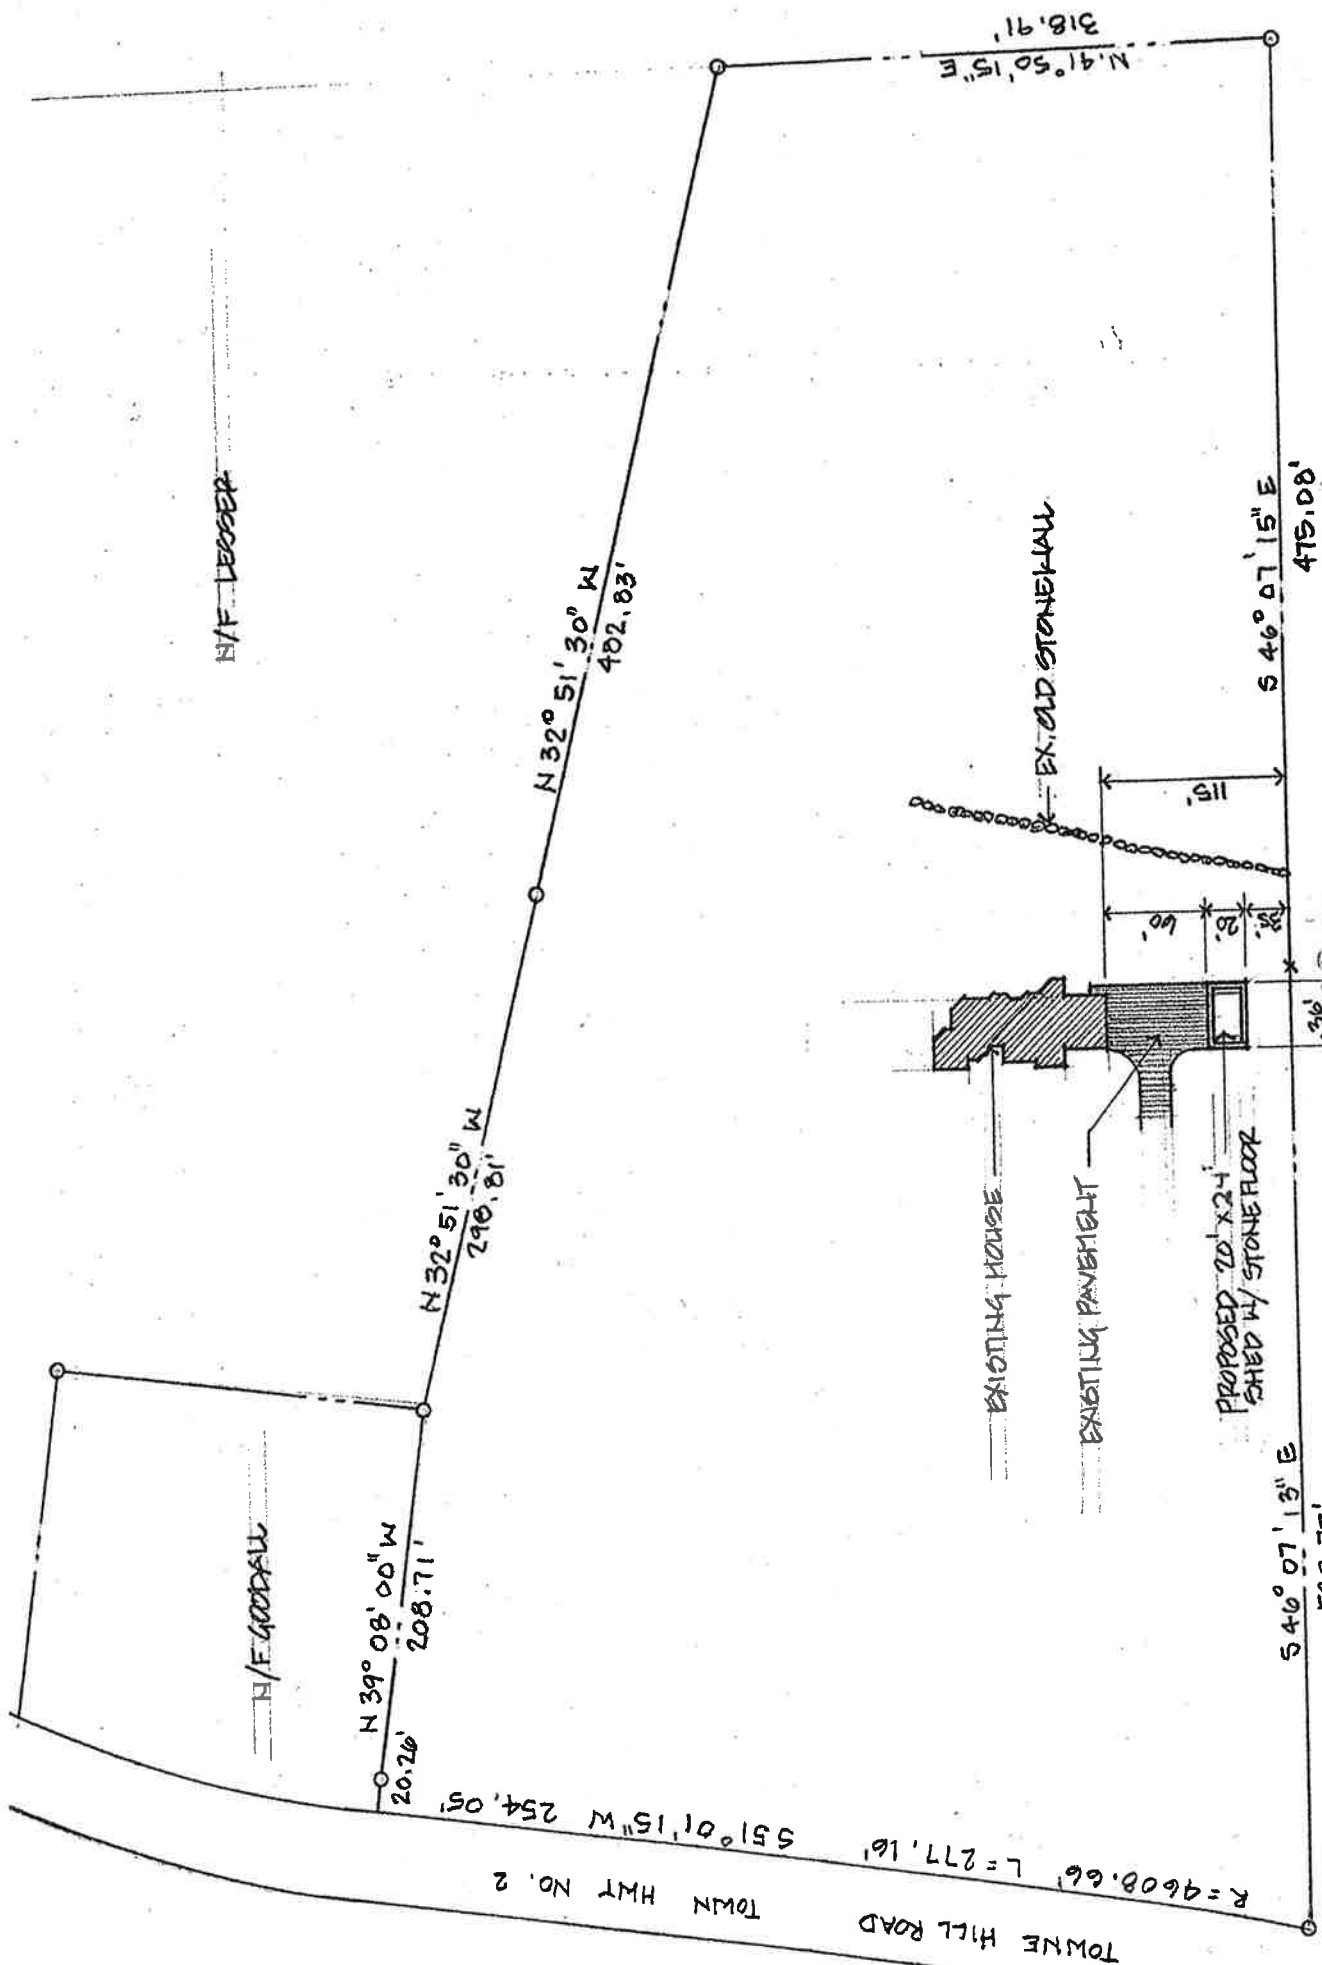 N. 41° 50' 15" E
318.91'
N/F LESSER
N 32° 51' 30" W
402.83'
EX. OLD STONEWALL
S 46° 07' 15" E
475.08'
115'
60'
20'
36'
N 32° 51' 30" W
298.81'
EXISTING HOUSE
EXISTING PAVEMENT
PROPOSED 20' X 24'
SHED W/ STONE FLOOR
N/F GOODALL
N 39° 08' 00" W
208.71'
20.26'
S 46° 07' 13" E
S 51° 01' 15" W 254.05'
R = 4608.66' L = 277.16'
TOWNE HILL ROAD TOWN HWY NO. 2